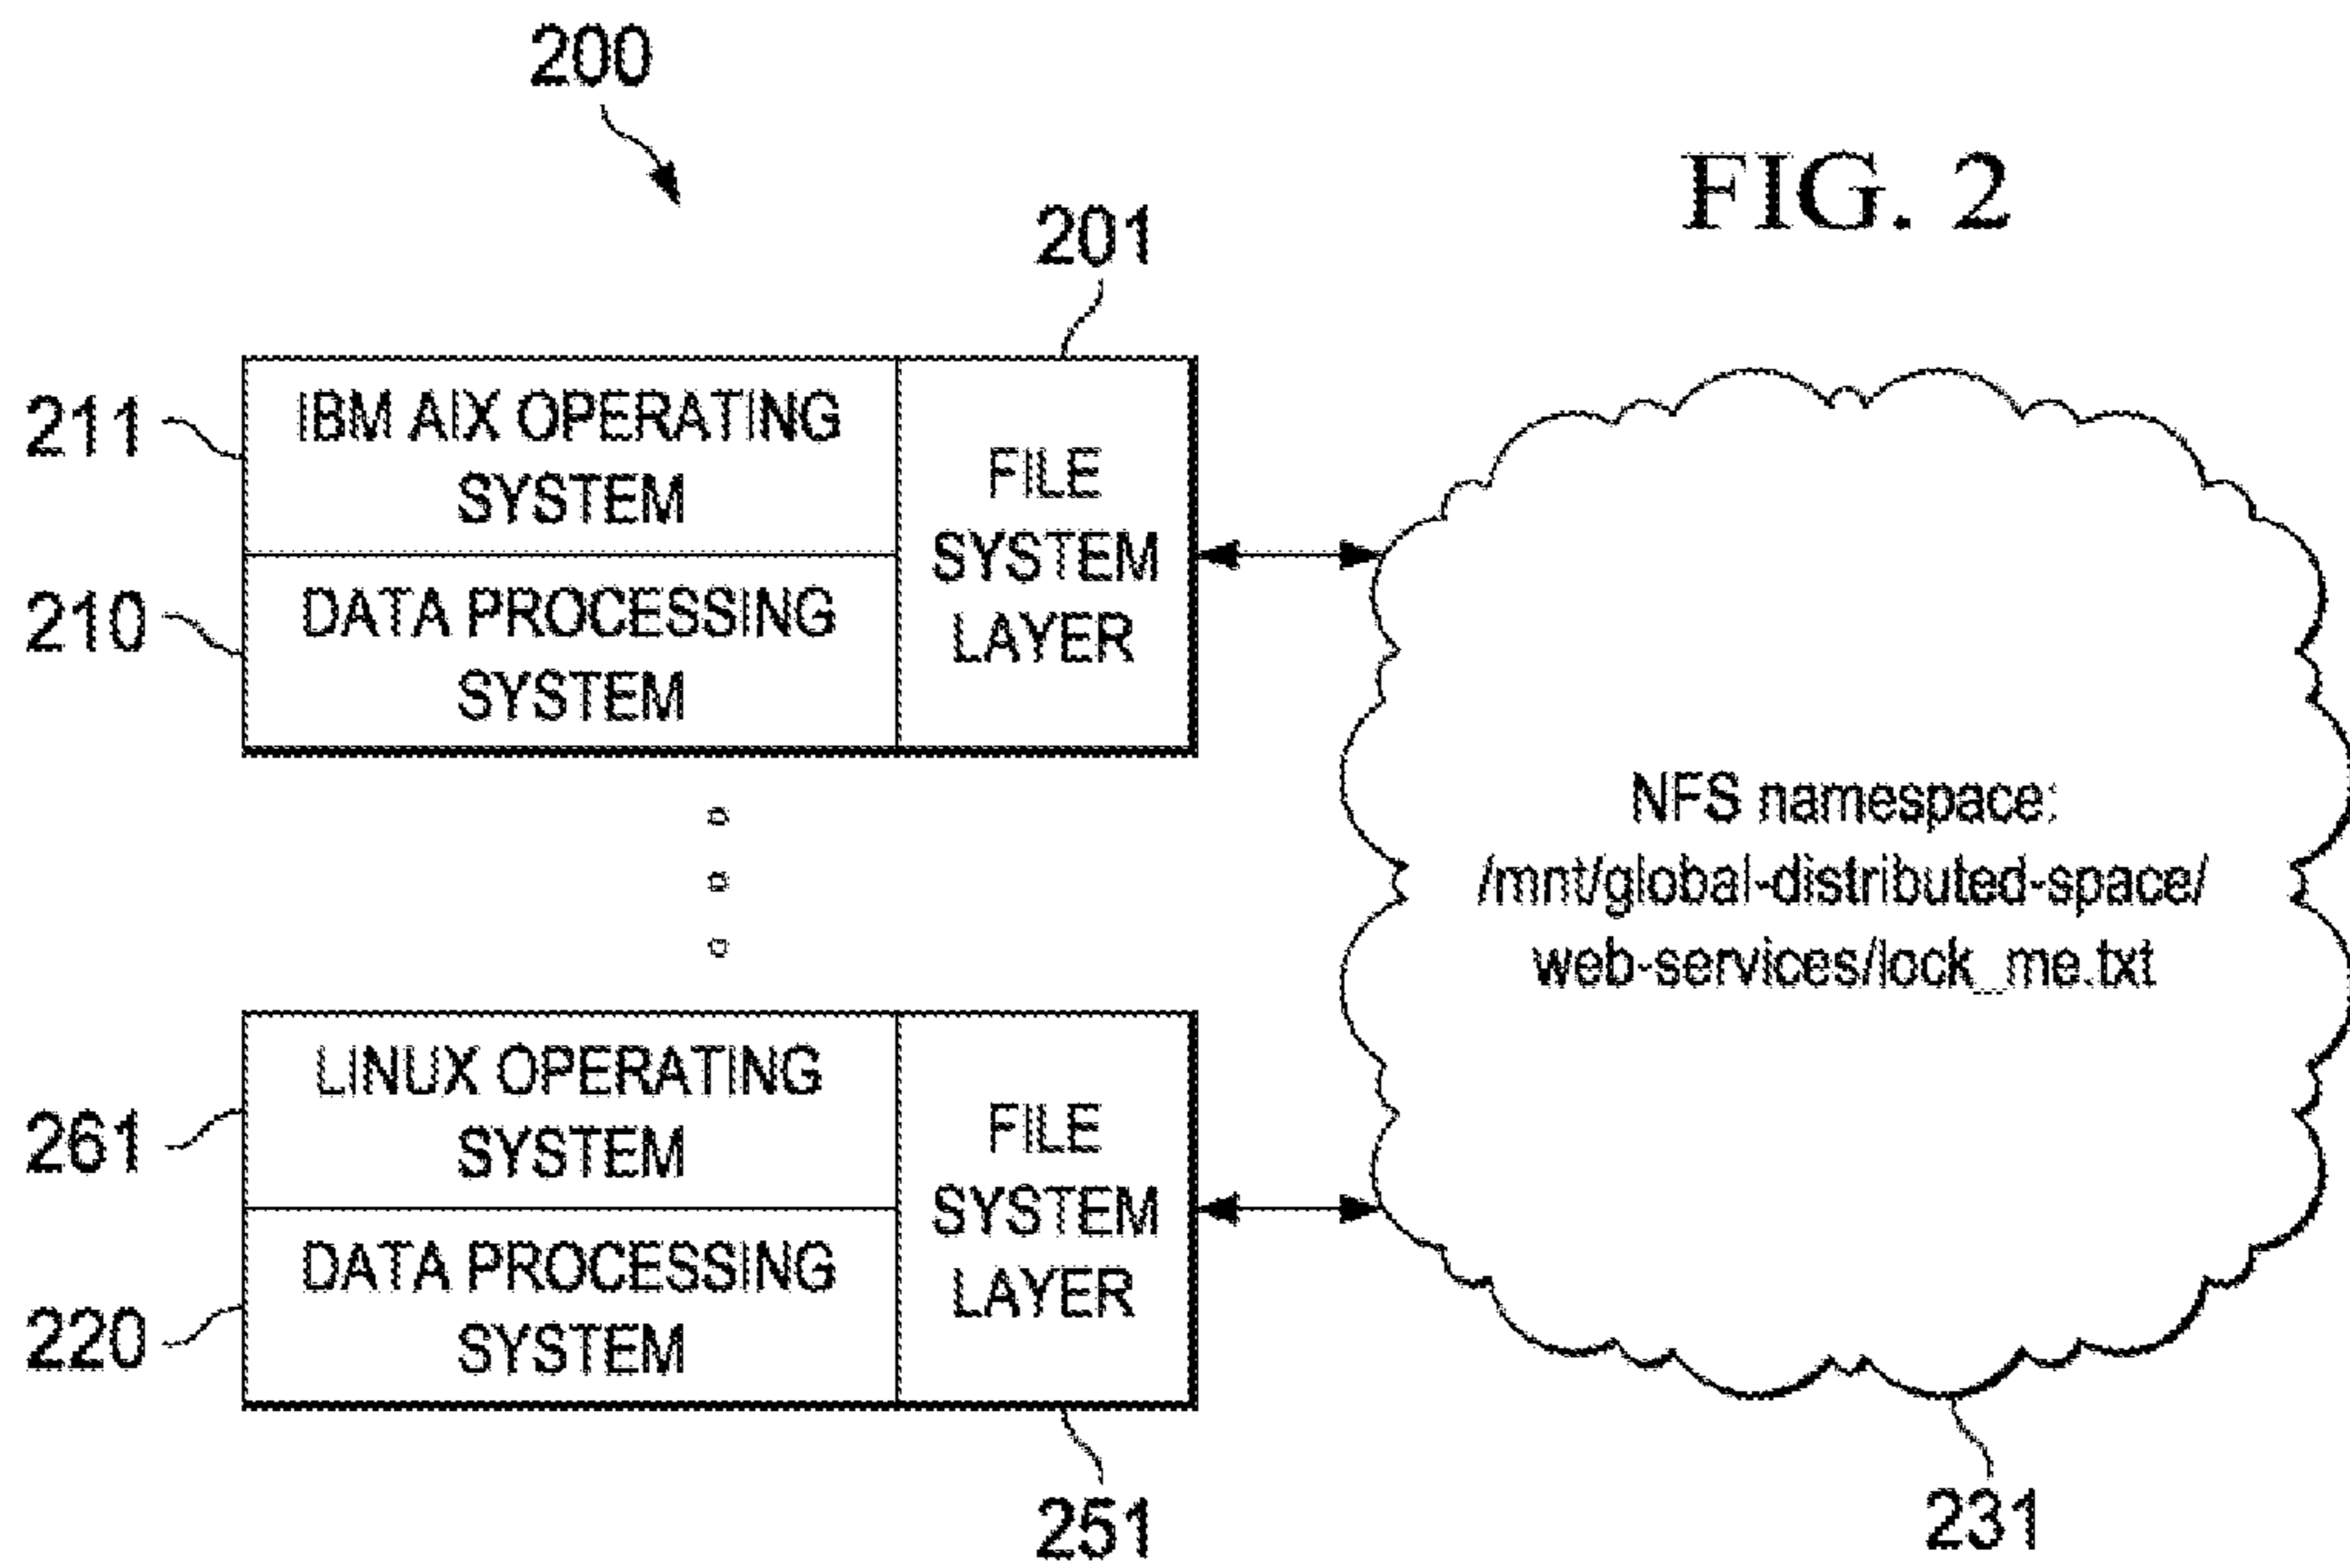 200
FIG. 2
201
211
IBM AIX OPERATING
SYSTEM
210
DATA PROCESSING
SYSTEM
FILE
SYSTEM
LAYER
NFS namespace:
/mnt/global-distributed-space/
web-services/lock_me.txt
261
LINUX OPERATING
SYSTEM
220
DATA PROCESSING
SYSTEM
FILE
SYSTEM
LAYER
251
231